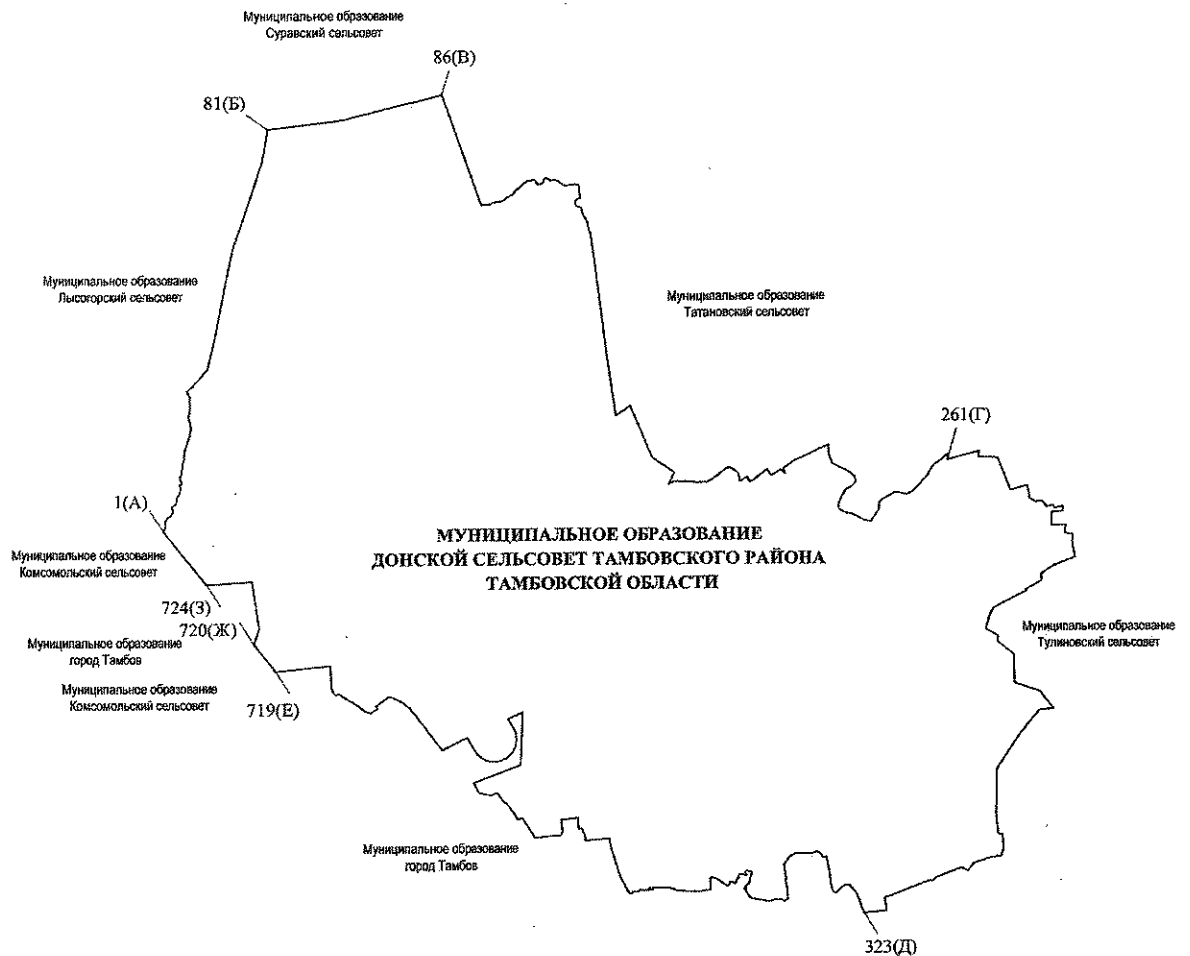 Муниципальное образование
Суравский сельсовет
86(В)
81(Б)
Муниципальное образование
Лысогорский сельсовет
Муниципальное образование
Татановский сельсовет
261(Г)
1(А)
МУНИЦИПАЛЬНОЕ ОБРАЗОВАНИЕ
ДОНСКОЙ СЕЛЬСОВЕТ ТАМБОВСКОГО РАЙОНА
ТАМБОВСКОЙ ОБЛАСТИ
Муниципальное образование
Комсомольский сельсовет
724(З)
720(Ж)
Муниципальное образование
город Тамбов
Муниципальное образование
Тулиновский сельсовет
Муниципальное образование
Комсомольский сельсовет
719(Е)
Муниципальное образование
город Тамбов
323(Д)